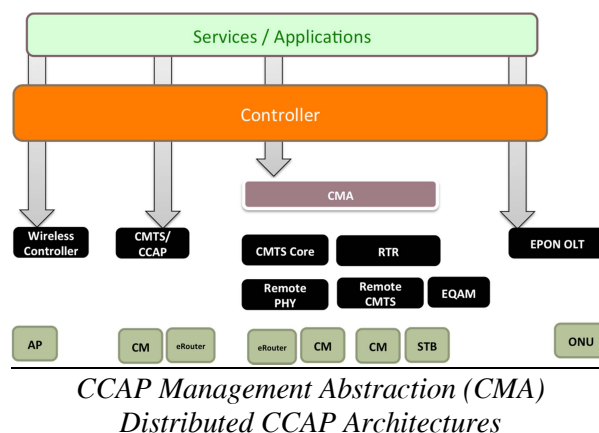 Services / Applications
Controller
CMA
Wireless
Controller
CMTS/
CCAP
CMTS Core
RTR
EPON OLT
Remote
PHY
Remote
CMTS
EQAM
AP
CM
eRouter
eRouter
CM
CM
STB
ONU
CCAP Management Abstraction (CMA)
Distributed CCAP Architectures